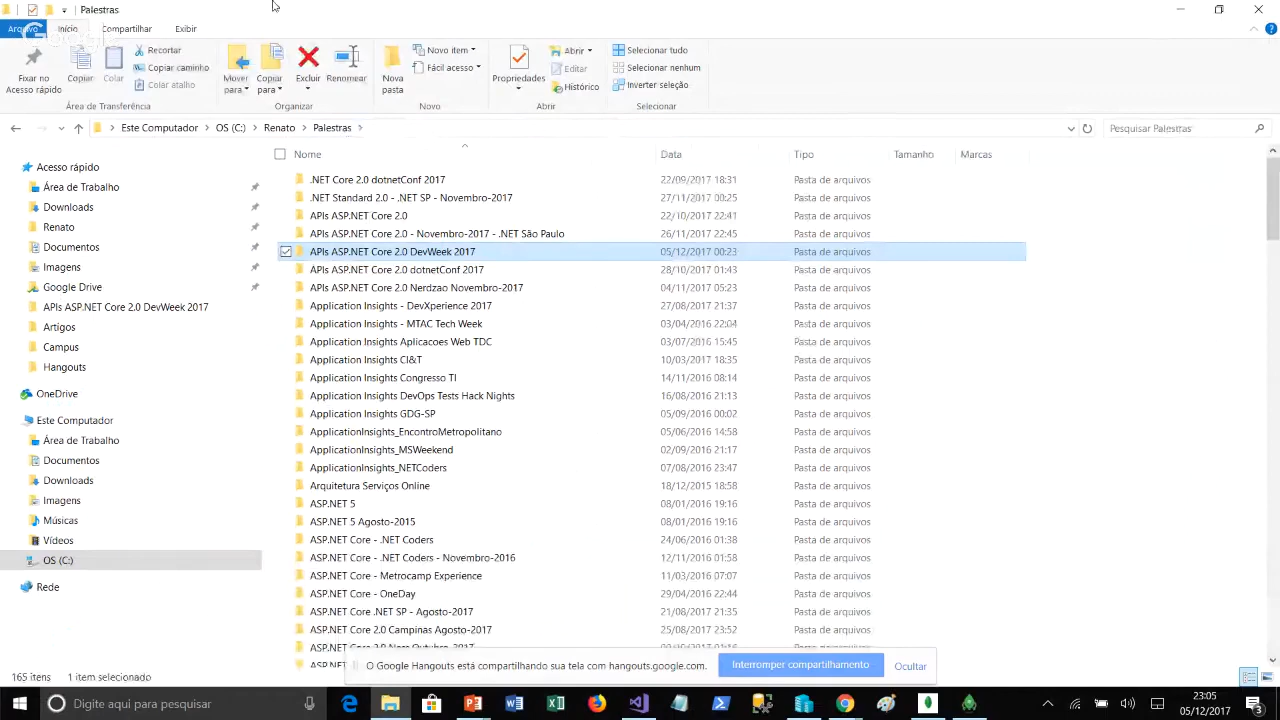 Palestras
Arquivo Início Compartilhar Exibir
Fixar no Acesso rápido
Copiar
Colar
Recortar
Copiar caminho
Colar atalho
Área de Transferência
Mover para
Copiar para
Excluir
Renomear
Organizar
Nova pasta
Novo item
Fácil acesso
Novo
Propriedades
Abrir
Editar
Histórico
Abrir
Selecionar tudo
Selecionar nenhum
Inverter seleção
Selecionar
Este Computador > OS (C:) > Renato > Palestras >
Pesquisar Palestras
Acesso rápido
Área de Trabalho
Downloads
Renato
Documentos
Imagens
Google Drive
APIs ASP.NET Core 2.0 DevWeek 2017
Artigos
Campus
Hangouts
OneDrive
Este Computador
Área de Trabalho
Documentos
Downloads
Imagens
Músicas
Vídeos
OS (C:)
Rede
Nome Data Tipo Tamanho Marcas
.NET Core 2.0 dotnetConf 2017 22/09/2017 18:31 Pasta de arquivos
.NET Standard 2.0 - .NET SP - Novembro-2017 27/11/2017 00:25 Pasta de arquivos
APIs ASP.NET Core 2.0 22/10/2017 22:41 Pasta de arquivos
APIs ASP.NET Core 2.0 - Novembro-2017 - .NET São Paulo 26/11/2017 22:45 Pasta de arquivos
APIs ASP.NET Core 2.0 DevWeek 2017 05/12/2017 00:23 Pasta de arquivos
APIs ASP.NET Core 2.0 dotnetConf 2017 28/10/2017 01:43 Pasta de arquivos
APIs ASP.NET Core 2.0 Nerdzao Novembro-2017 04/11/2017 05:23 Pasta de arquivos
Application Insights - DevXperience 2017 27/08/2017 21:37 Pasta de arquivos
Application Insights - MTAC Tech Week 03/04/2016 22:04 Pasta de arquivos
Application Insights Aplicacoes Web TDC 03/07/2016 15:45 Pasta de arquivos
Application Insights CI&T 10/03/2017 18:35 Pasta de arquivos
Application Insights Congresso TI 14/11/2016 08:14 Pasta de arquivos
Application Insights DevOps Tests Hack Nights 16/08/2016 21:13 Pasta de arquivos
Application Insights GDG-SP 05/09/2016 00:02 Pasta de arquivos
ApplicationInsights_EncontroMetropolitano 05/06/2016 14:58 Pasta de arquivos
ApplicationInsights_MSWeekend 02/09/2016 21:17 Pasta de arquivos
ApplicationInsights_NETCoders 07/08/2016 23:47 Pasta de arquivos
Arquitetura Serviços Online 18/12/2015 18:58 Pasta de arquivos
ASP.NET 5 08/01/2016 19:16 Pasta de arquivos
ASP.NET 5 Agosto-2015 08/01/2016 19:16 Pasta de arquivos
ASP.NET Core - .NET Coders 24/06/2016 01:38 Pasta de arquivos
ASP.NET Core - .NET Coders - Novembro-2016 12/11/2016 01:58 Pasta de arquivos
ASP.NET Core - Metrocamp Experience 11/03/2016 07:07 Pasta de arquivos
ASP.NET Core - OneDay 29/04/2016 22:44 Pasta de arquivos
ASP.NET Core .NET SP - Agosto-2017 21/08/2017 21:35 Pasta de arquivos
ASP.NET Core 2.0 Campinas Agosto-2017 25/08/2017 23:52 Pasta de arquivos
O Google Hangouts está compartilhando sua tela com hangouts.google.com. Interromper compartilhamento Ocultar
165 itens 1 item selecionado
Digite aqui para pesquisar
23:05
05/12/2017
3